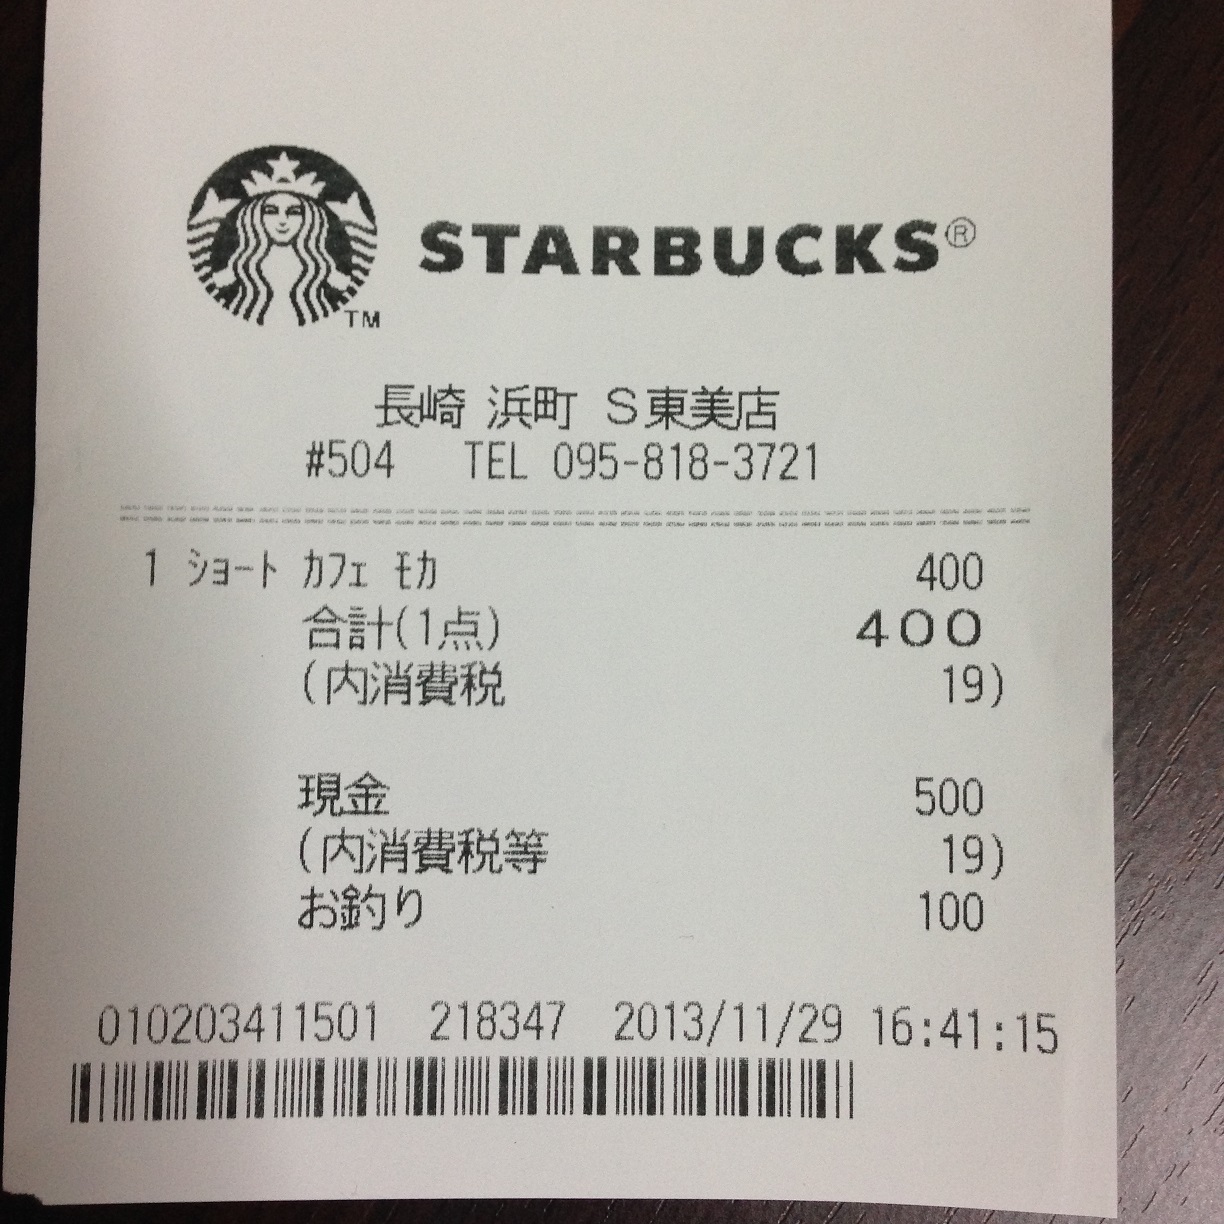 TM
STARBUCKS®
長崎 浜町 S東美店
#504 TEL 095-818-3721
1 ショート カフェ モカ 400
合計(1点) 400
(内消費税 19)
現金 500
(内消費税等 19)
お釣り 100
010203411501 218347 2013/11/29 16:41:15